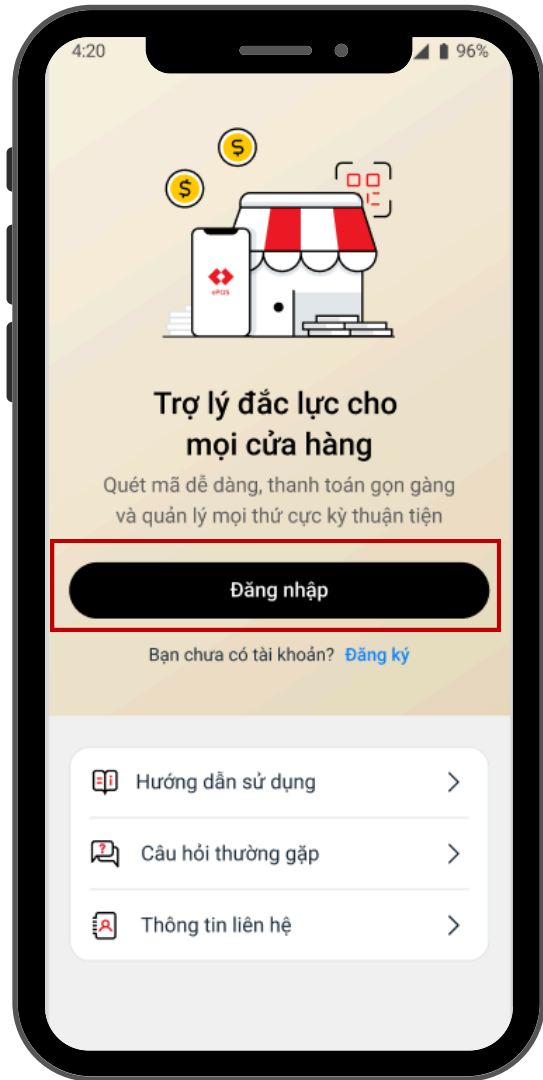 4:20
96%
ePOS
Trợ lý đắc lực cho
mọi cửa hàng
Quét mã dễ dàng, thanh toán gọn gàng
và quản lý mọi thứ cực kỳ thuận tiện
Đăng nhập
Bạn chưa có tài khoản? Đăng ký
Hướng dẫn sử dụng
Câu hỏi thường gặp
Thông tin liên hệ